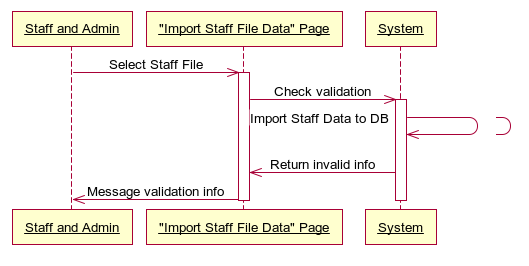 Staff and Admin
"Import Staff File Data" Page
System
Select Staff File
Check validation
Import Staff Data to DB
Return invalid info
Message validation info
Staff and Admin
"Import Staff File Data" Page
System